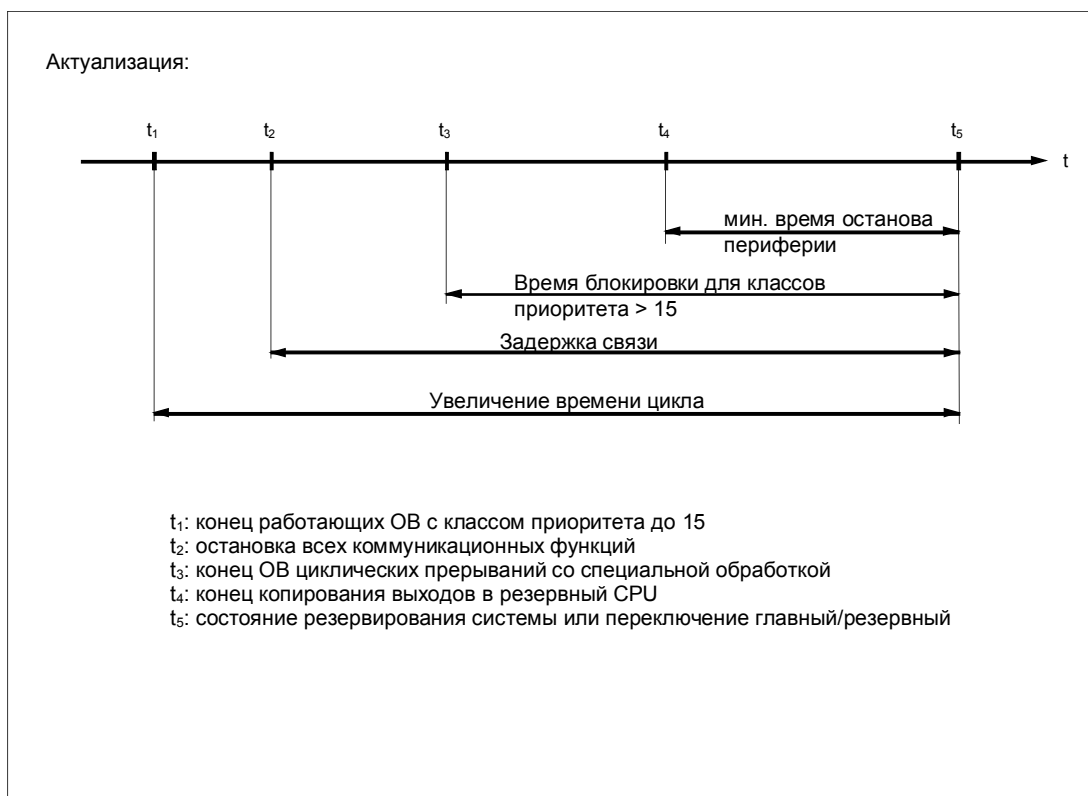 Актуализация:
t₁ t₂ t₃ t₄ t₅
t
мин. время останова
периферии
Время блокировки для классов
приоритета > 15
Задержка связи
Увеличение времени цикла
t₁: конец работающих OB с классом приоритета до 15
t₂: остановка всех коммуникационных функций
t₃: конец OB циклических прерываний со специальной обработкой
t₄: конец копирования выходов в резервный CPU
t₅: состояние резервирования системы или переключение главный/резервный